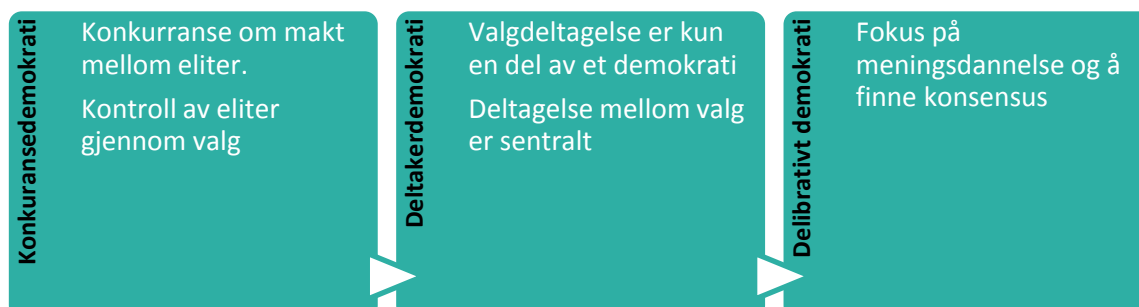 Konkuransedemokrati
Konkurranse om makt
mellom eliter.
Kontroll av eliter
gjennom valg
Deltakerdemokrati
Valgdeltagelse er kun
en del av et demokrati
Deltagelse mellom valg
er sentralt
Delibrativt demokrati
Fokus på
meningsdannelse og å
finne konsensus